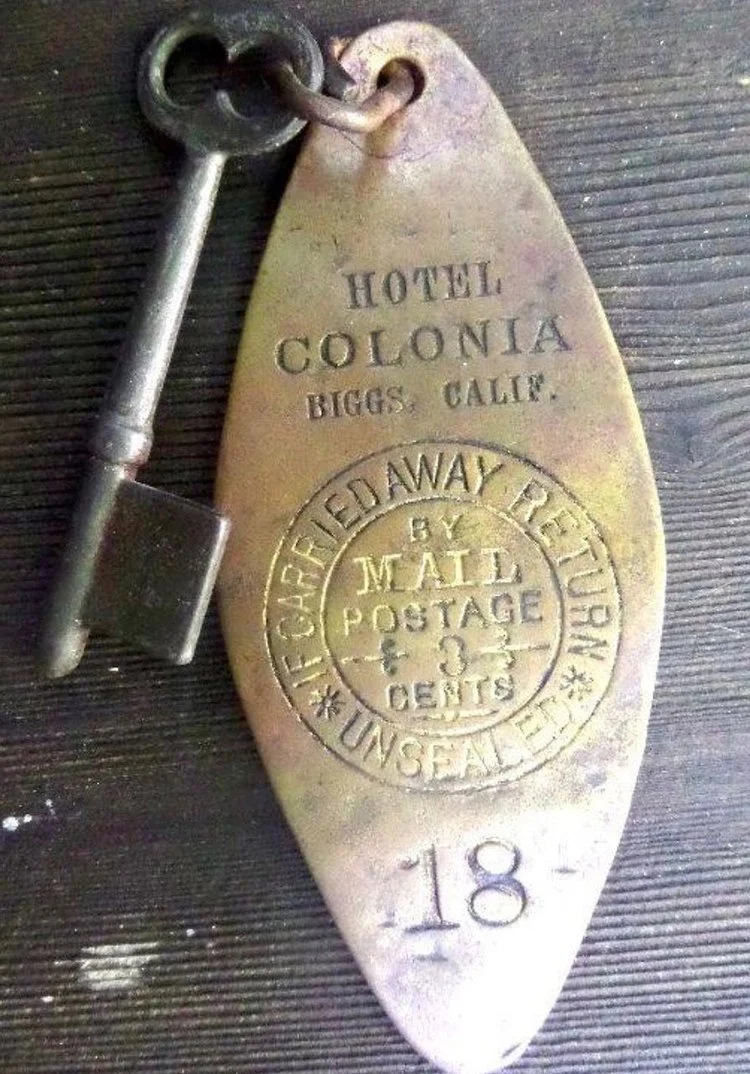 HOTEL
COLONIA
BIGGS, CALIF.
IF CARRIED AWAY RETURN
BY
MAIL
POSTAGE
3
CENTS
* UNSEALED *
18